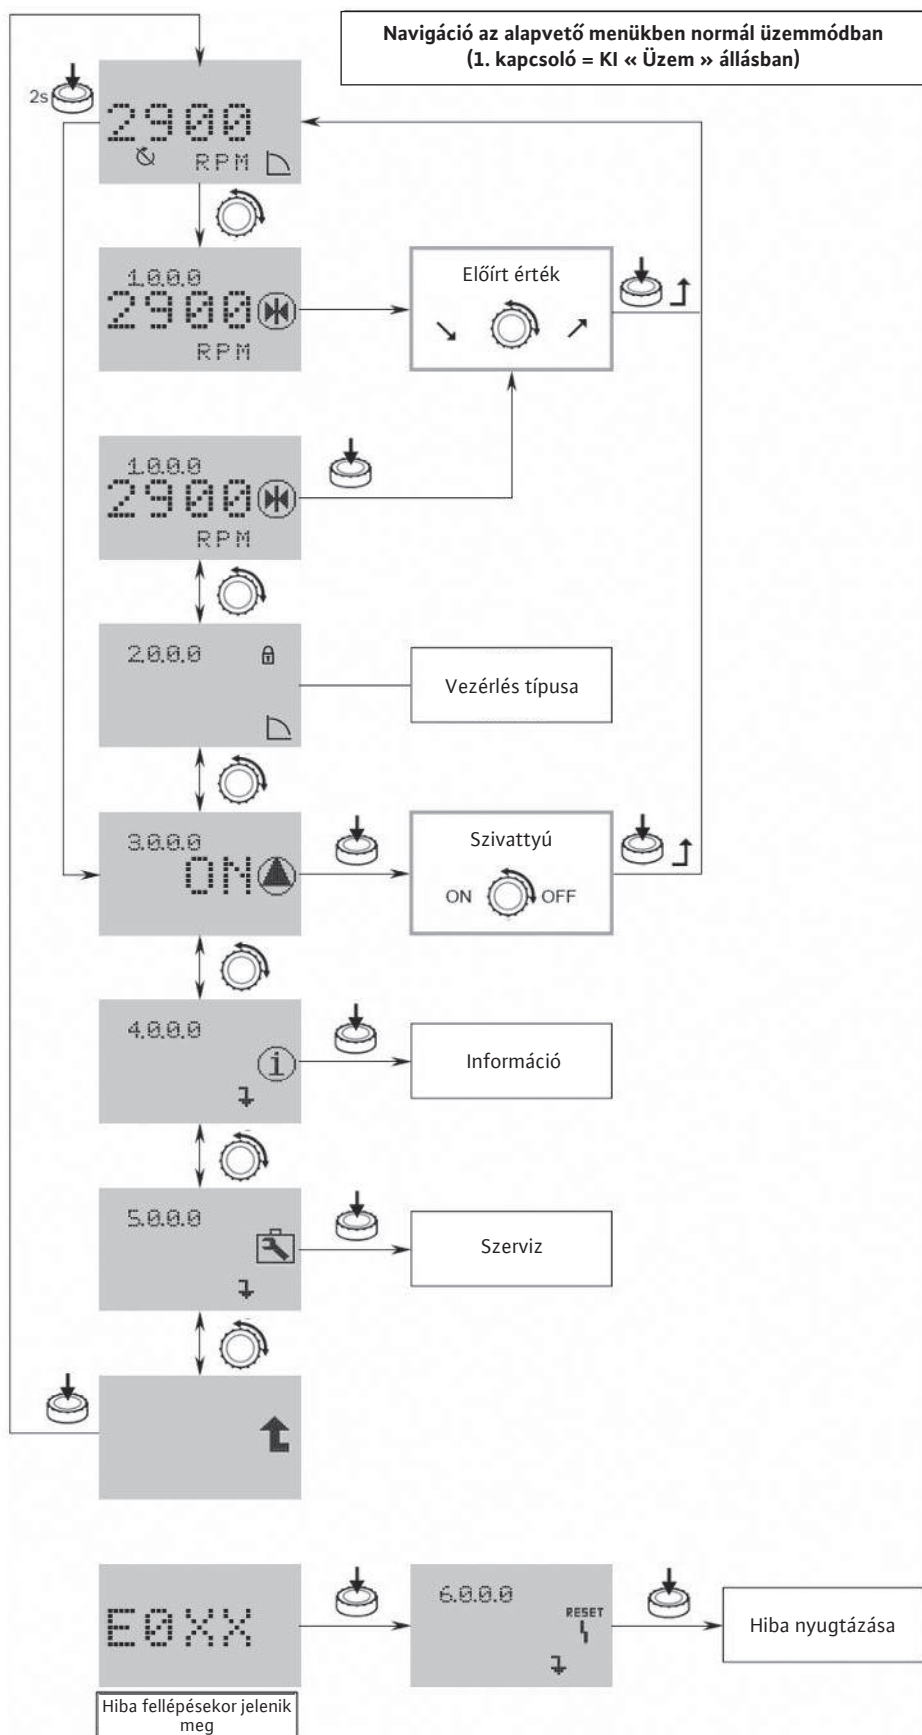 Navigáció az alapvető menükben normál üzemmódban
(1. kapcsoló = KI « Üzem » állásban)
2s
2900
RPM
1.0.0.0
2900
RPM
Előírt érték
1.0.0.0
2900
RPM
2.0.0.0
Vezérlés típusa
3.0.0.0
ON
Szivattyú
ON OFF
4.0.0.0
i
Információ
5.0.0.0
Szerviz
E0XX
6.0.0.0
RESET
Hiba nyugtázása
Hiba fellépésekor jelenik
meg